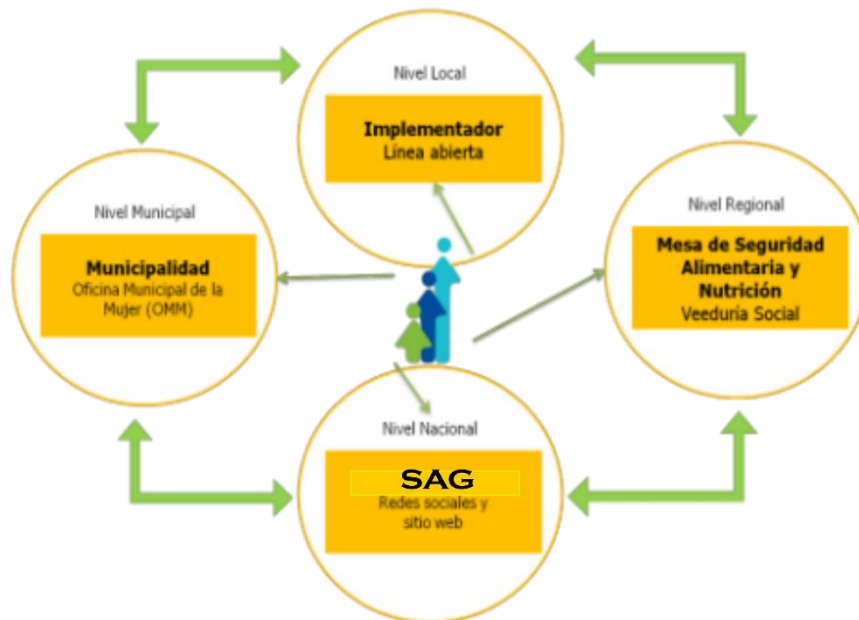 Nivel Local
Implementador
Línea abierta
Nivel Municipal
Municipalidad
Oficina Municipal de la
Mujer (OMM)
Nivel Regional
Mesa de Seguridad
Alimentaria y
Nutrición
Veeduría Social
Nivel Nacional
SAG
Redes sociales y
sitio web